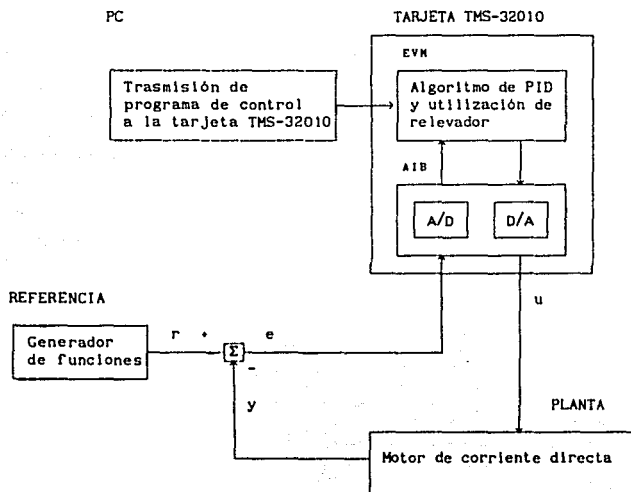 PC
TARJETA TMS-32010
EVM
Trasmisión de
programa de control
a la tarjeta TMS-32010
Algoritmo de PID
y utilización de
relevador
AIB
A/D
D/A
REFERENCIA
u
Generador
de funciones
r
+
Σ
e
-
y
PLANTA
Motor de corriente directa